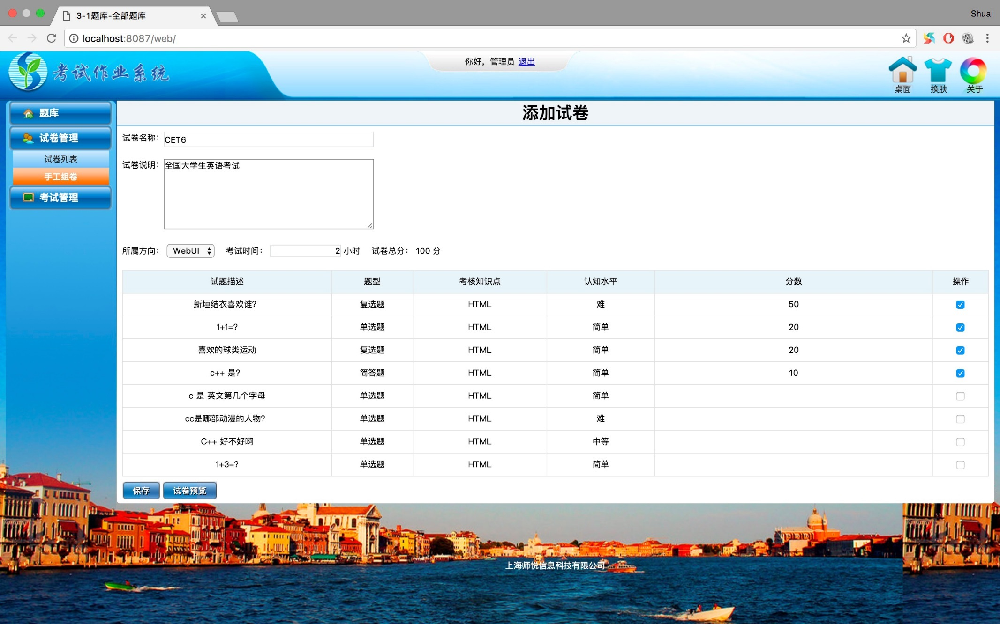 3-1题库-全部题库
Shuai
localhost:8087/web/
考试作业系统
你好，管理员 退出
桌面
换肤
关于
题库
试卷管理
试卷列表
手工组卷
考试管理
添加试卷
试卷名称： CET6
试卷说明： 全国大学生英语考试
所属方向： WebUI 考试时间： 2 小时 试卷总分： 100 分
试题描述 题型 考核知识点 认知水平 分数 操作
新垣结衣喜欢谁? 复选题 HTML 难 50
1+1=? 单选题 HTML 简单 20
喜欢的球类运动 复选题 HTML 简单 20
c++ 是? 简答题 HTML 简单 10
c 是 英文第几个字母 单选题 HTML 简单
cc是哪部动漫的人物? 单选题 HTML 难
C++ 好不好啊 单选题 HTML 中等
1+3=? 单选题 HTML 简单
保存 试卷预览
上海师悦信息科技有限公司